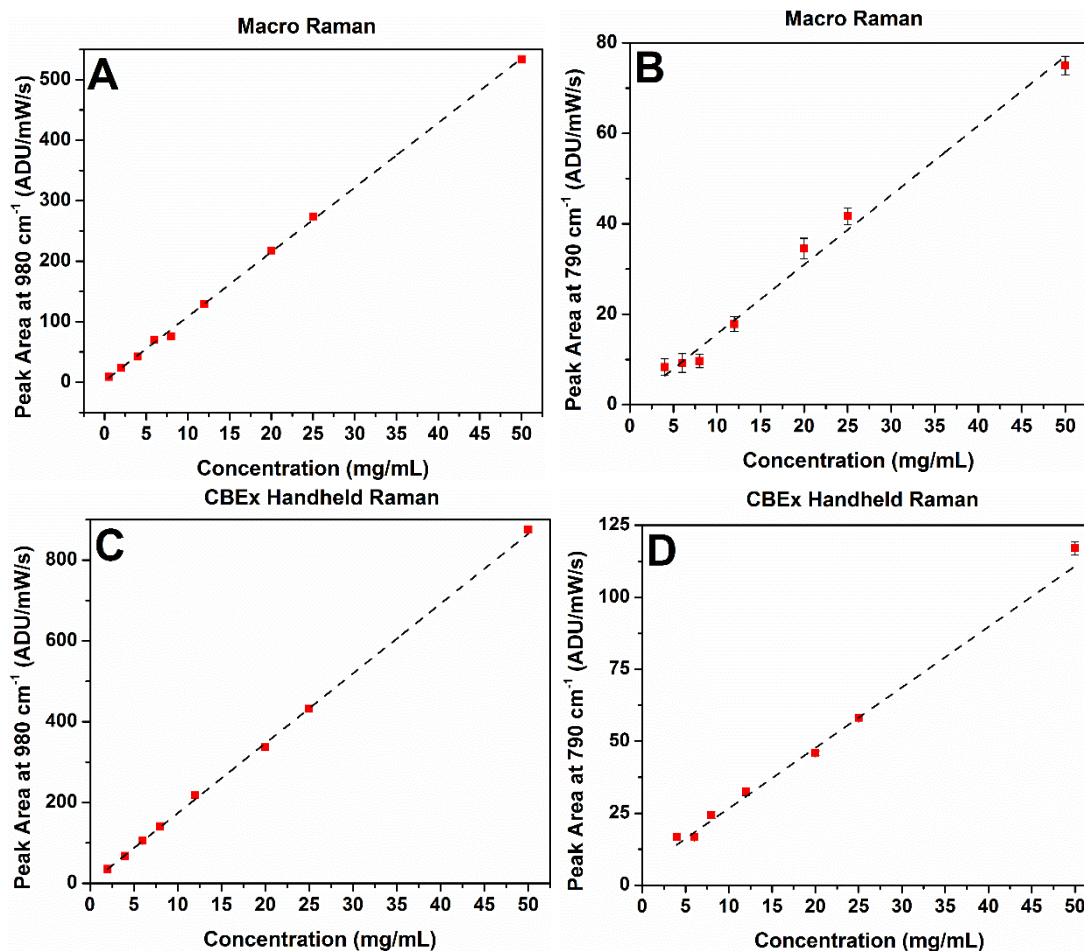 Macro Raman
A
Peak Area at 980 cm⁻¹ (ADU/mW/s)
500
400
300
200
100
0
0 5 10 15 20 25 30 35 40 45 50
Concentration (mg/mL)
Macro Raman
B
Peak Area at 790 cm⁻¹ (ADU/mW/s)
80
60
40
20
0
0 5 10 15 20 25 30 35 40 45 50
Concentration (mg/mL)
CBEx Handheld Raman
C
Peak Area at 980 cm⁻¹ (ADU/mW/s)
800
600
400
200
0
0 5 10 15 20 25 30 35 40 45 50
Concentration (mg/mL)
CBEx Handheld Raman
D
Peak Area at 790 cm⁻¹ (ADU/mW/s)
125
100
75
50
25
0
0 5 10 15 20 25 30 35 40 45 50
Concentration (mg/mL)